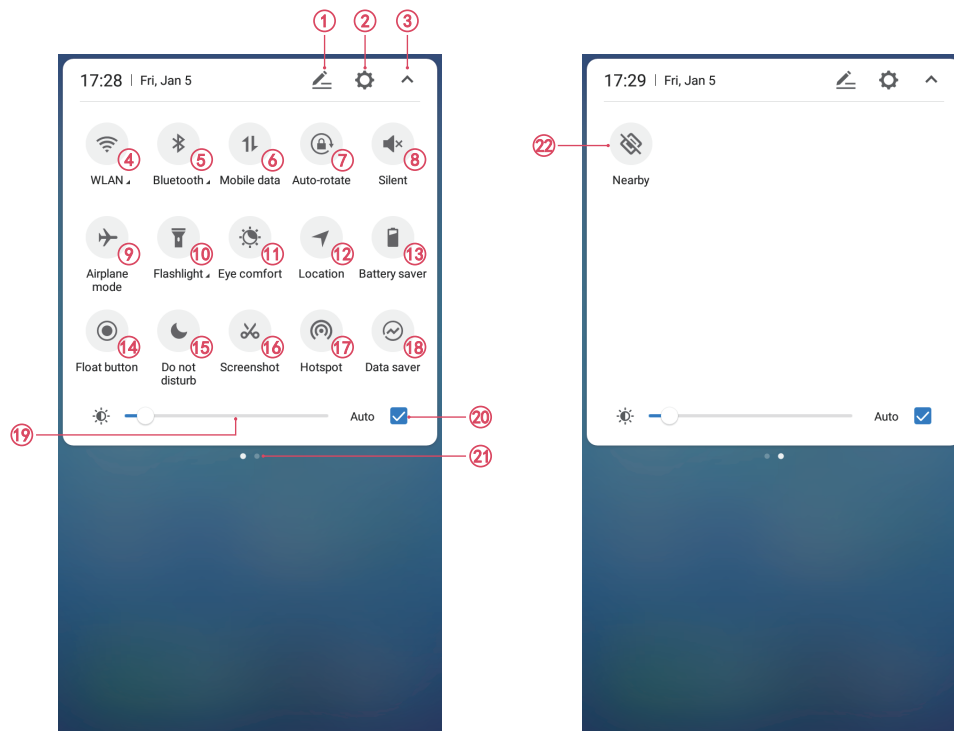 ① ② ③
17:28 | Fri, Jan 5
④ ⑤ ⑥ ⑦ ⑧
WLAN Bluetooth Mobile data Auto-rotate Silent
⑨ ⑩ ⑪ ⑫ ⑬
Airplane mode Flashlight Eye comfort Location Battery saver
⑭ ⑮ ⑯ ⑰ ⑱
Float button Do not disturb Screenshot Hotspot Data saver
Auto ⑳
⑲
㉑
17:29 | Fri, Jan 5
㉒
Nearby
Auto